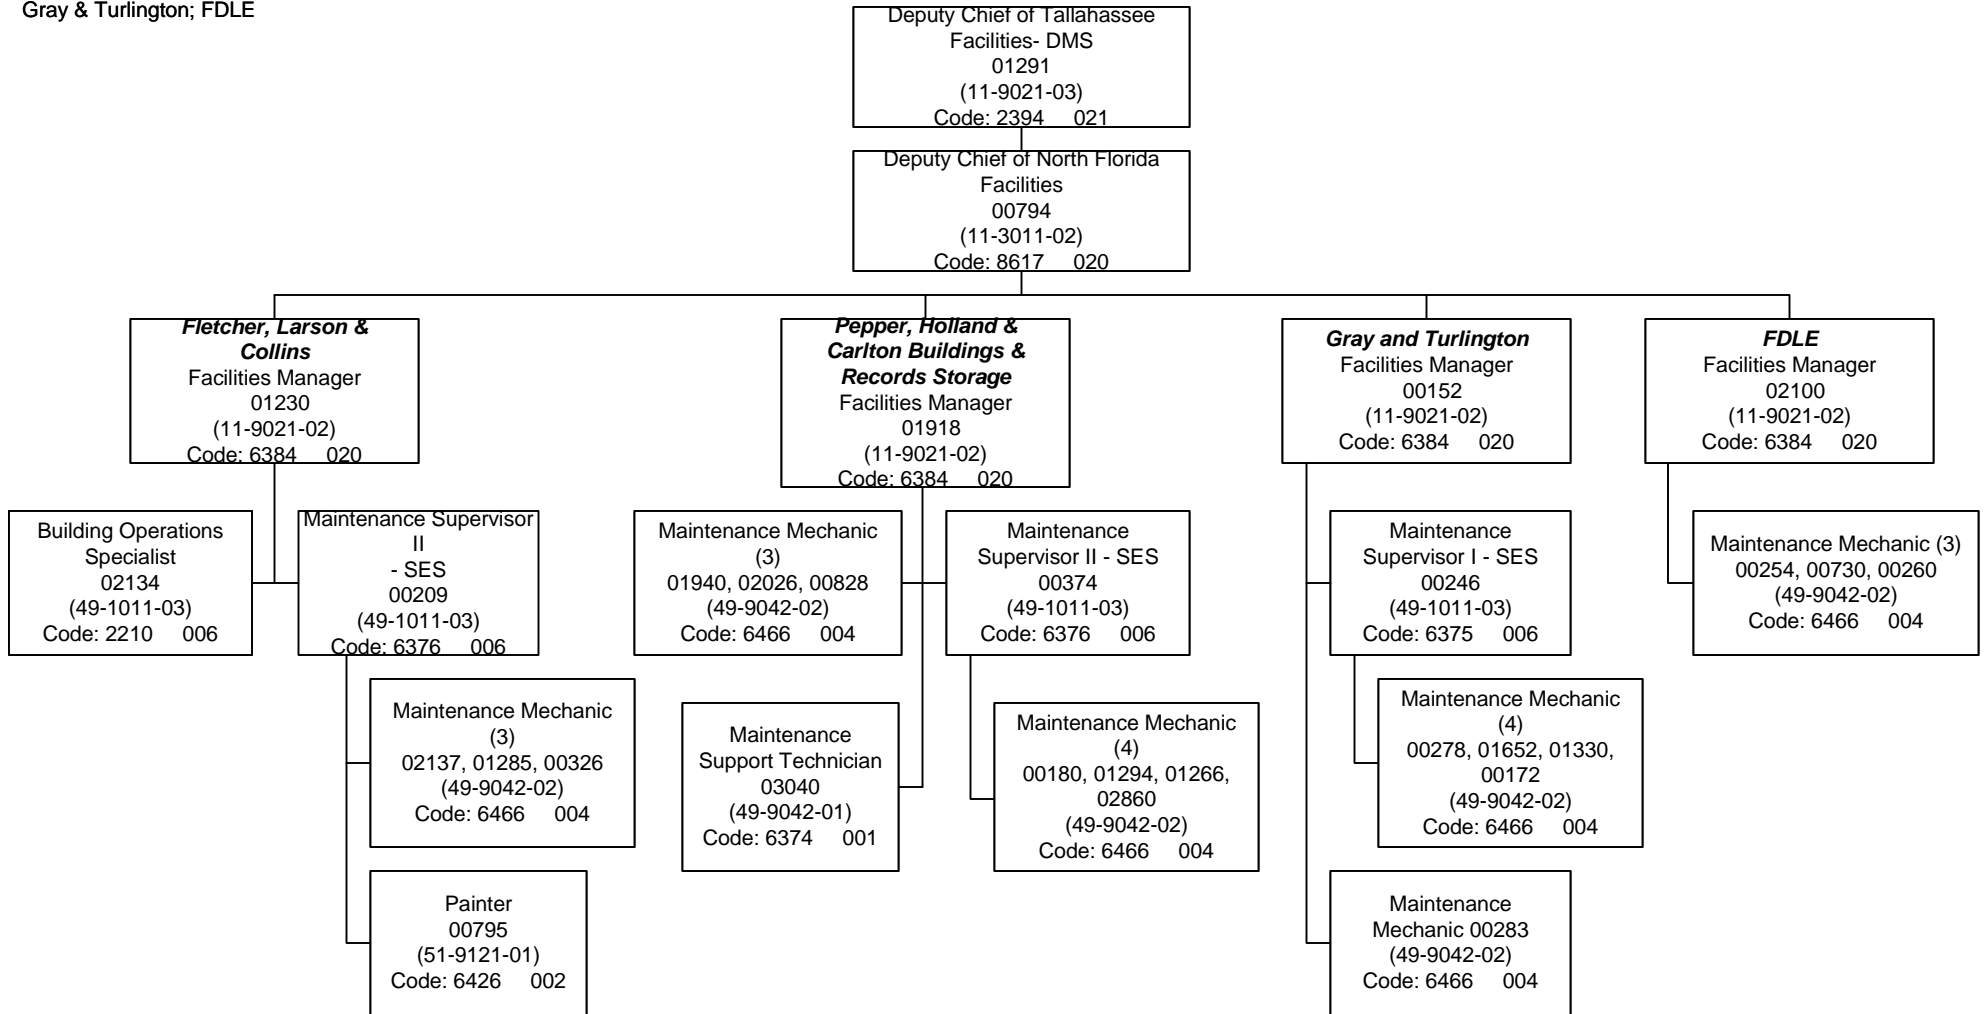 Gray & Turlington; FDLE
Deputy Chief of Tallahassee
Facilities- DMS
01291
(11-9021-03)
Code: 2394 021
Deputy Chief of North Florida
Facilities
00794
(11-3011-02)
Code: 8617 020
Fletcher, Larson &
Collins
Facilities Manager
01230
(11-9021-02)
Code: 6384 020
Pepper, Holland &
Carlton Buildings &
Records Storage
Facilities Manager
01918
(11-9021-02)
Code: 6384 020
Gray and Turlington
Facilities Manager
00152
(11-9021-02)
Code: 6384 020
FDLE
Facilities Manager
02100
(11-9021-02)
Code: 6384 020
Building Operations
Specialist
02134
(49-1011-03)
Code: 2210 006
Maintenance Supervisor
II
- SES
00209
(49-1011-03)
Code: 6376 006
Maintenance Mechanic
(3)
01940, 02026, 00828
(49-9042-02)
Code: 6466 004
Maintenance
Supervisor II - SES
00374
(49-1011-03)
Code: 6376 006
Maintenance
Supervisor I - SES
00246
(49-1011-03)
Code: 6375 006
Maintenance Mechanic (3)
00254, 00730, 00260
(49-9042-02)
Code: 6466 004
Maintenance Mechanic
(3)
02137, 01285, 00326
(49-9042-02)
Code: 6466 004
Maintenance
Support Technician
03040
(49-9042-01)
Code: 6374 001
Maintenance Mechanic
(4)
00180, 01294, 01266,
02860
(49-9042-02)
Code: 6466 004
Maintenance Mechanic
(4)
00278, 01652, 01330,
00172
(49-9042-02)
Code: 6466 004
Painter
00795
(51-9121-01)
Code: 6426 002
Maintenance
Mechanic 00283
(49-9042-02)
Code: 6466 004